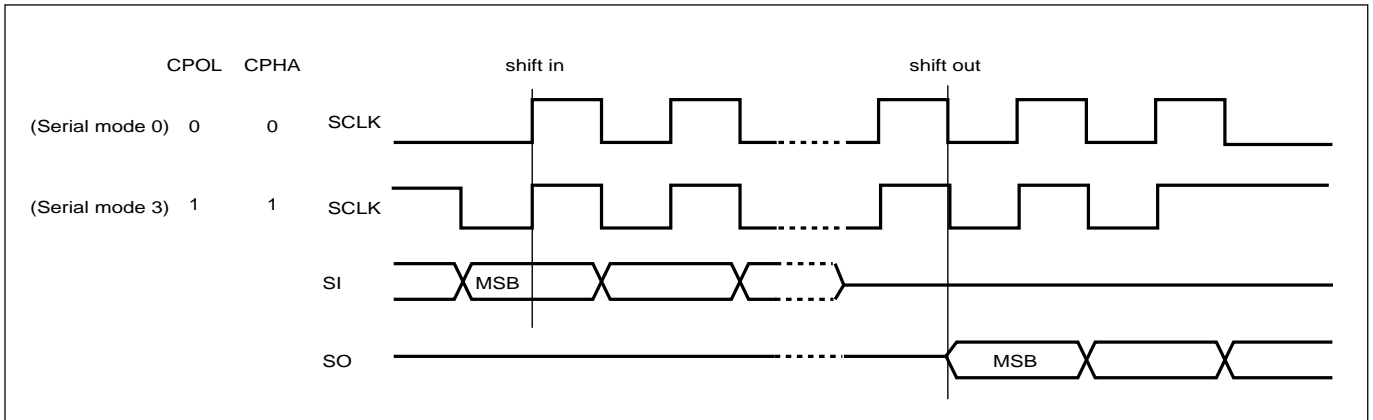 CPOL CPHA shift in shift out
(Serial mode 0) 0 0 SCLK
(Serial mode 3) 1 1 SCLK
SI MSB
SO MSB